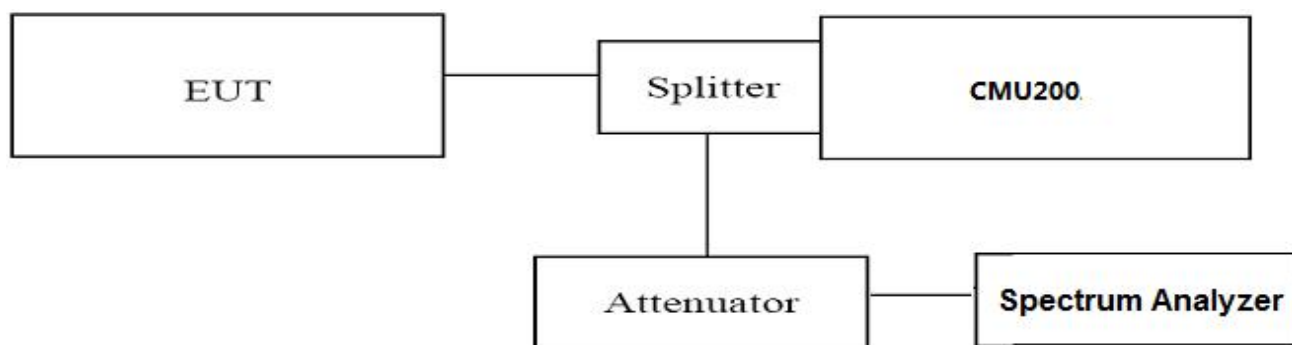 EUT
Splitter
CMU200
Attenuator
Spectrum Analyzer